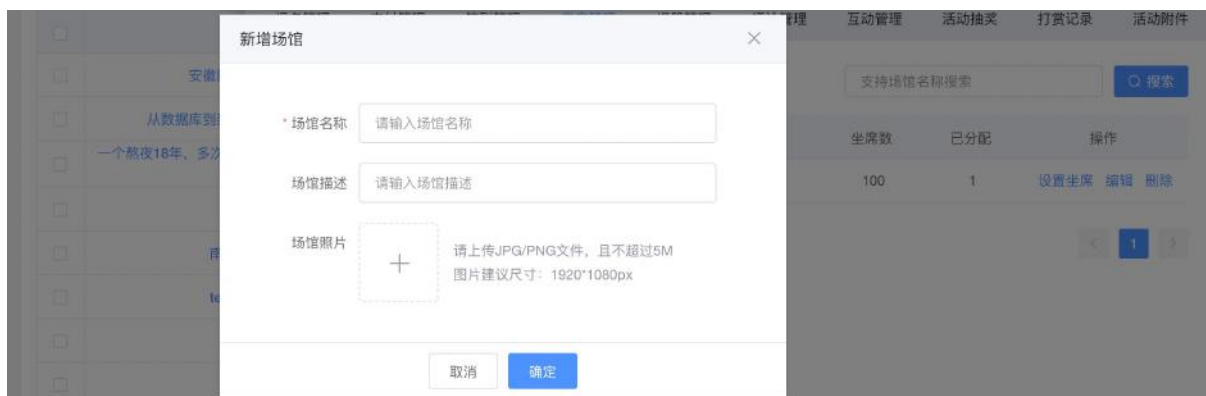 管理 互动管理 活动抽奖 打赏记录 活动附件
新增场馆
安徽
支持场馆名称搜索 搜索
从数据库到
* 场馆名称 请输入场馆名称
坐席数 已分配 操作
一个熬夜18年、多次
场馆描述 请输入场馆描述
100 1 设置坐席 编辑 删除
场馆照片
请上传JPG/PNG文件，且不超过5M
图片建议尺寸：1920*1080px
1
te
取消 确定